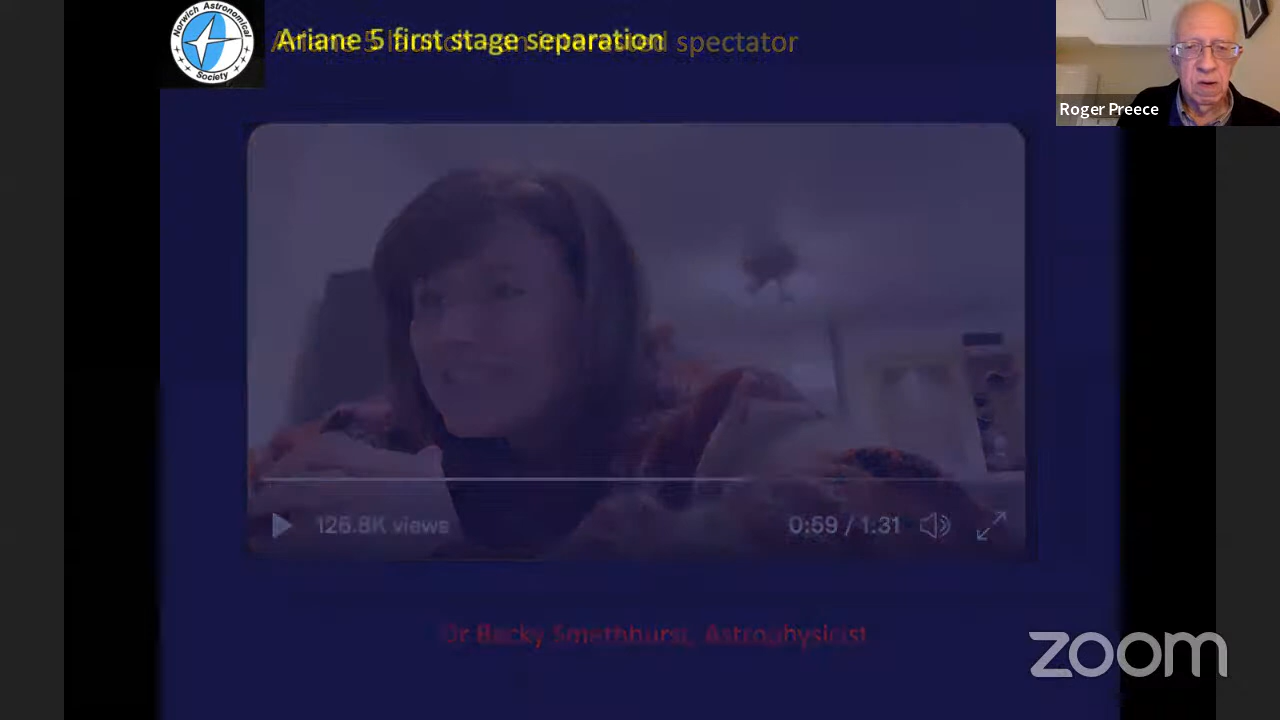 Norwich Astronomical
Society
Ariane 5 first stage separation
spectator
Roger Preece
126.8K views
0:59 / 1:31
Dr Becky Smethhurst, Astrophysicist
zoom